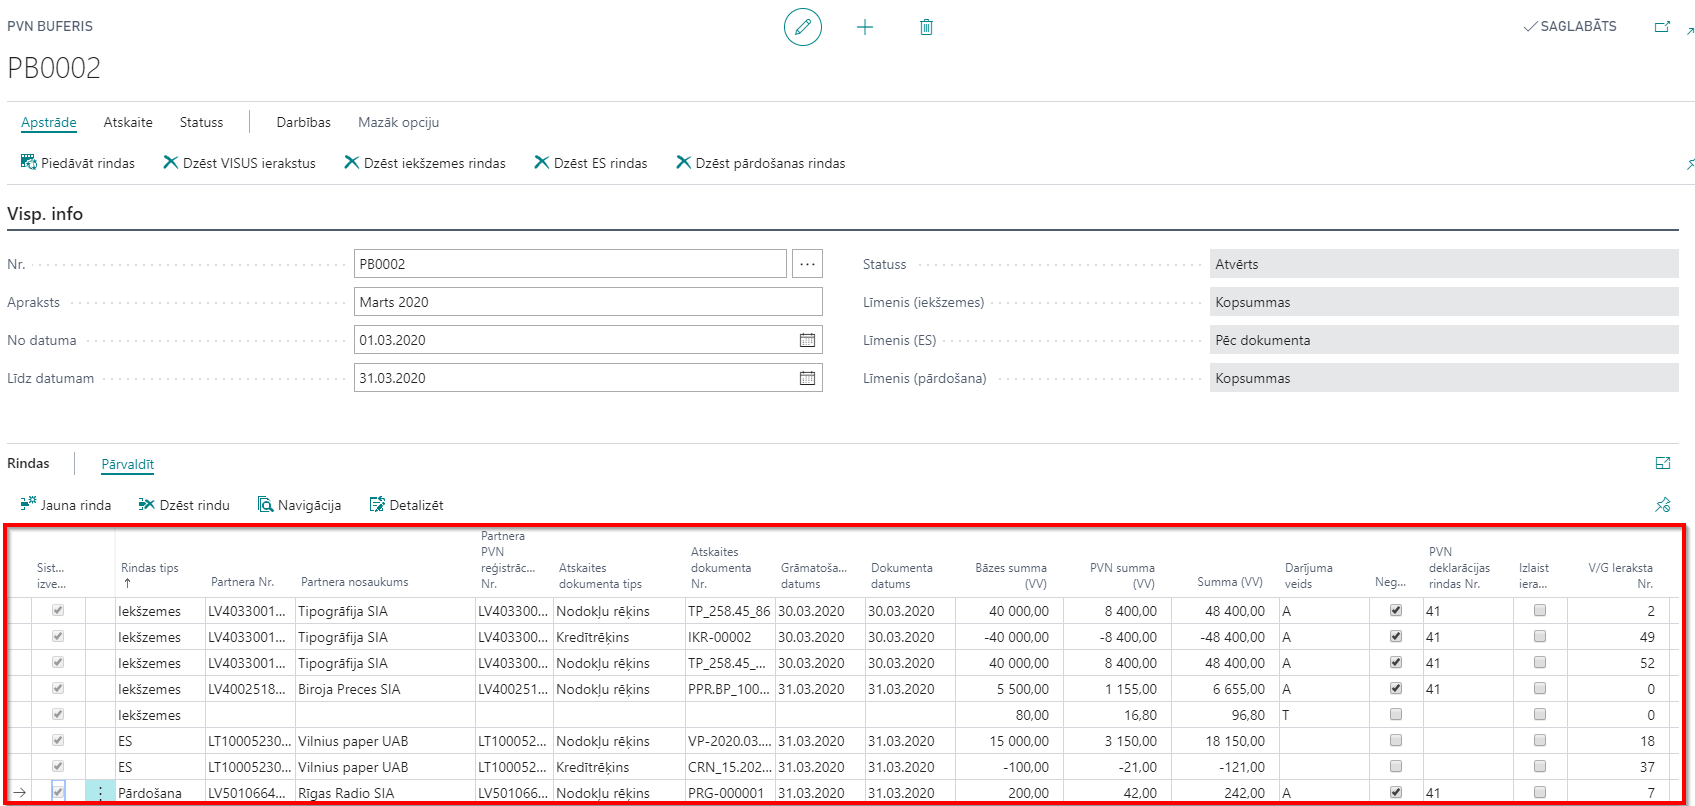 PVN BUFERIS
SAGLABĀTS
PB0002
Apstrāde Atskaite Statuss Darbības Mazāk opciju
Piedāvāt rindas Dzēst VISUS ierakstus Dzēst iekšzemes rindas Dzēst ES rindas Dzēst pārdošanas rindas
Visp. info
Nr. PB0002 ... Statuss Atvērts
Apraksts Marts 2020 Līmenis (iekšzemes) Kopsummas
No datuma 01.03.2020 Līmenis (ES) Pēc dokumenta
Līdz datumam 31.03.2020 Līmenis (pārdošana) Kopsummas
Rindas Pārvaldīt
Jauna rinda Dzēst rindu Navigācija Detalizēt
Sist... izve... Rindas tips ↑ Partnera Nr. Partnera nosaukums Partnera PVN reģistrāc... Nr. Atskaites dokumenta tips Atskaites dokumenta Nr. Grāmatoša... datums Dokumenta datums Bāzes summa (VV) PVN summa (VV) Summa (VV) Darījuma veids Neg... PVN deklarācijas rindas Nr. Izlaist iera... V/G Ieraksta Nr.
Iekšzemes LV4033001... Tipogrāfija SIA LV403300... Nodokļu rēķins TP_258.45_86 30.03.2020 30.03.2020 40 000,00 8 400,00 48 400,00 A 41 2
Iekšzemes LV4033001... Tipogrāfija SIA LV403300... Kredītrēķins IKR-00002 30.03.2020 30.03.2020 -40 000,00 -8 400,00 -48 400,00 A 41 49
Iekšzemes LV4033001... Tipogrāfija SIA LV403300... Nodokļu rēķins TP_258.45_... 30.03.2020 30.03.2020 40 000,00 8 400,00 48 400,00 A 41 52
Iekšzemes LV4002518... Biroja Preces SIA LV400251... Nodokļu rēķins PPR.BP_100... 31.03.2020 31.03.2020 5 500,00 1 155,00 6 655,00 A 41 0
Iekšzemes 80,00 16,80 96,80 T 0
ES LT10005230... Vilnius paper UAB LT100052... Nodokļu rēķins VP-2020.03.... 31.03.2020 31.03.2020 15 000,00 3 150,00 18 150,00 18
ES LT10005230... Vilnius paper UAB LT100052... Kredītrēķins CRN_15.202... 31.03.2020 31.03.2020 -100,00 -21,00 -121,00 37
Pārdošana LV5010664... Rīgas Radio SIA LV501066... Nodokļu rēķins PRG-000001 31.03.2020 31.03.2020 200,00 42,00 242,00 A 41 7